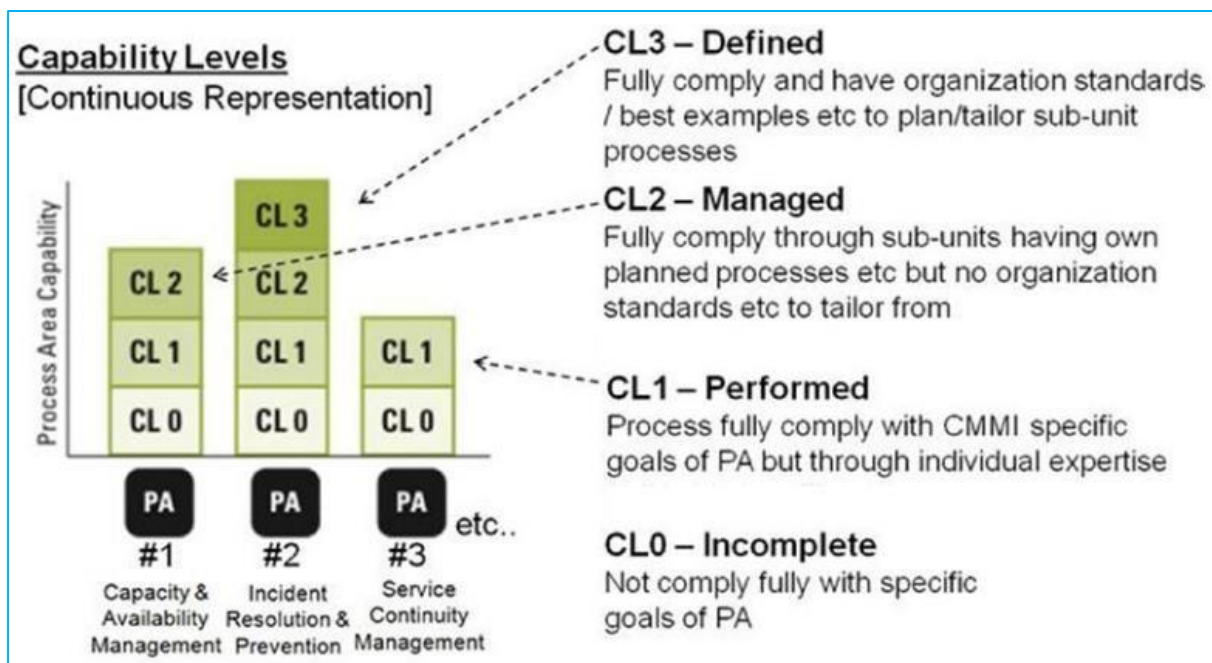 Capability Levels
[Continuous Representation]
Process Area Capability
CL 2
CL 1
CL 0
CL 3
CL 2
CL 1
CL 0
CL 1
CL 0
PA
PA
PA
etc..
#1
#2
#3
Capacity &
Availability
Management
Incident
Resolution &
Prevention
Service
Continuity
Management
CL3 – Defined
Fully comply and have organization standards
/ best examples etc to plan/tailor sub-unit
processes
CL2 – Managed
Fully comply through sub-units having own
planned processes etc but no organization
standards etc to tailor from
CL1 – Performed
Process fully comply with CMMI specific
goals of PA but through individual expertise
CL0 – Incomplete
Not comply fully with specific
goals of PA